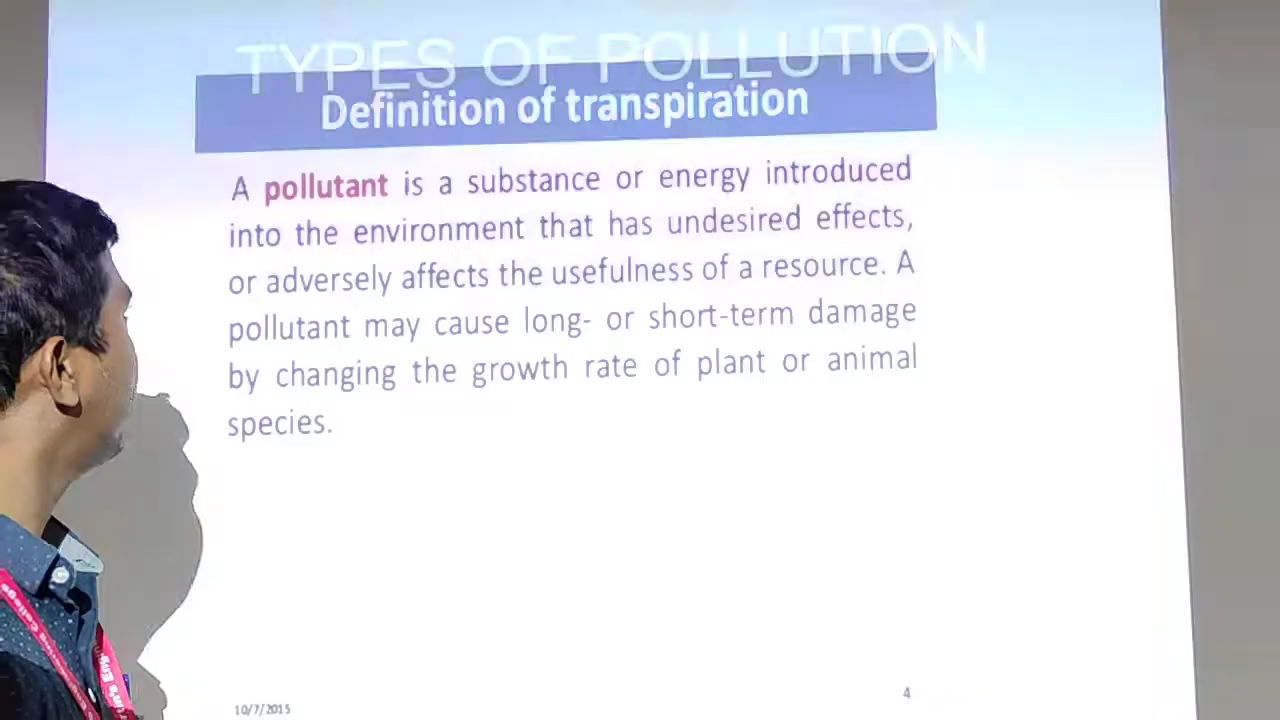 TYPES OF POLLUTION
Definition of transpiration
A pollutant is a substance or energy introduced
into the environment that has undesired effects,
or adversely affects the usefulness of a resource. A
pollutant may cause long- or short-term damage
by changing the growth rate of plant or animal
species.
10/7/2015
4